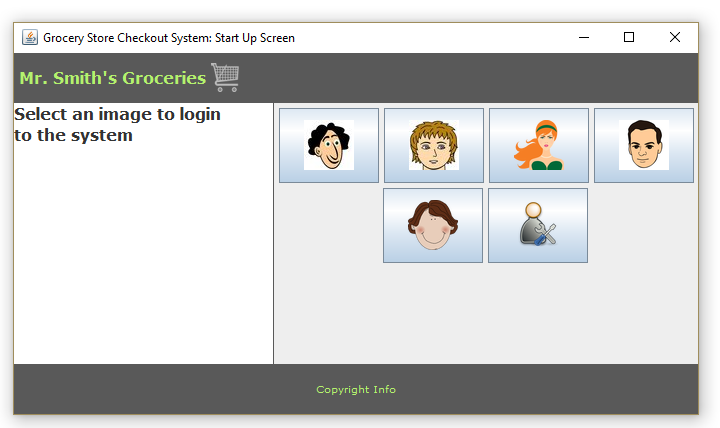 Grocery Store Checkout System: Start Up Screen
Mr. Smith's Groceries
Select an image to login
to the system
Copyright Info